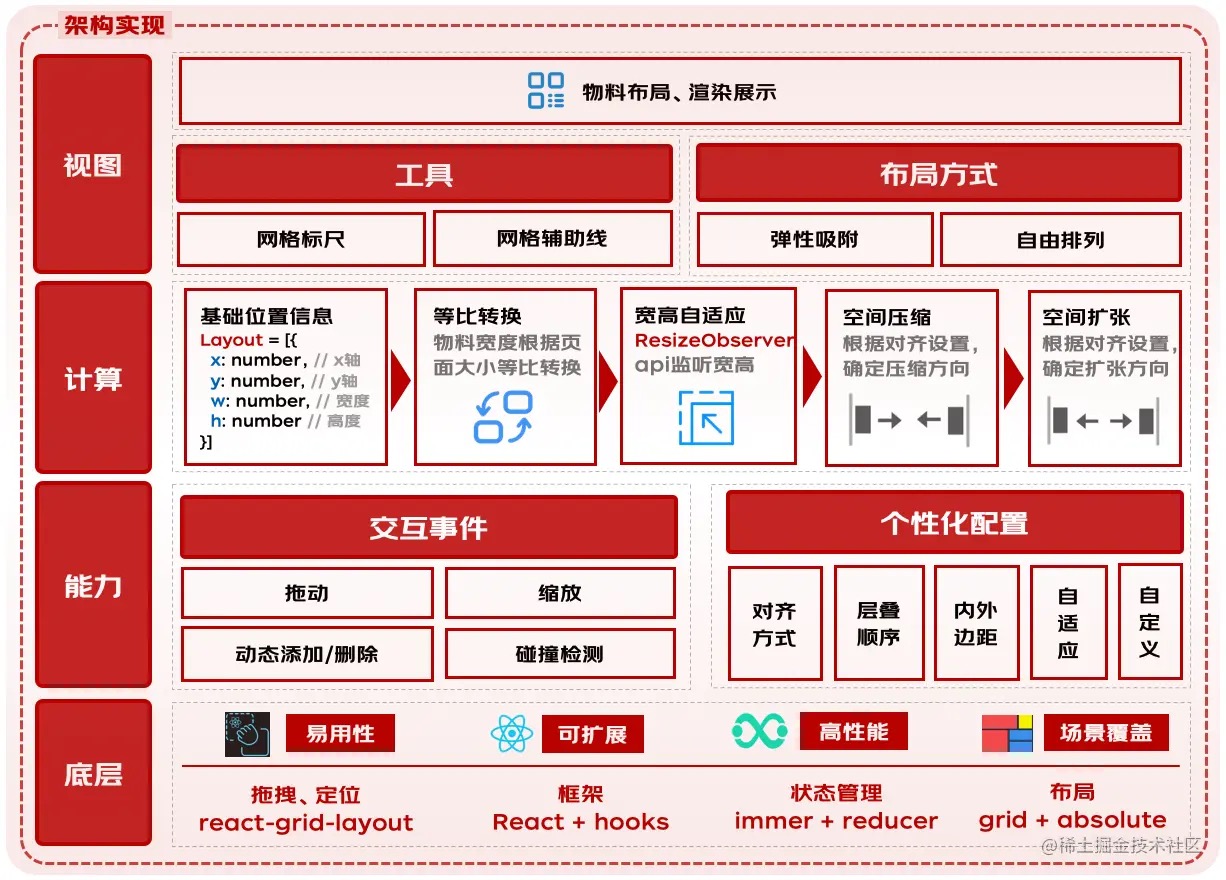 架构实现
视图
物料布局、渲染展示
工具
布局方式
网格标尺
网格辅助线
弹性吸附
自由排列
计算
基础位置信息
Layout = [{
x: number, // x轴
y: number, // y轴
w: number, // 宽度
h: number // 高度
}]
等比转换
物料宽度根据页
面大小等比转换
宽高自适应
ResizeObserver
api监听宽高
空间压缩
根据对齐设置,
确定压缩方向
空间扩张
根据对齐设置,
确定扩张方向
能力
交互事件
拖动
缩放
动态添加/删除
碰撞检测
个性化配置
对齐
方式
层叠
顺序
内外
边距
自
适
应
自
定
义
底层
易用性
可扩展
高性能
场景覆盖
拖拽、定位
react-grid-layout
框架
React + hooks
状态管理
immer + reducer
布局
grid + absolute
@稀土掘金技术社区